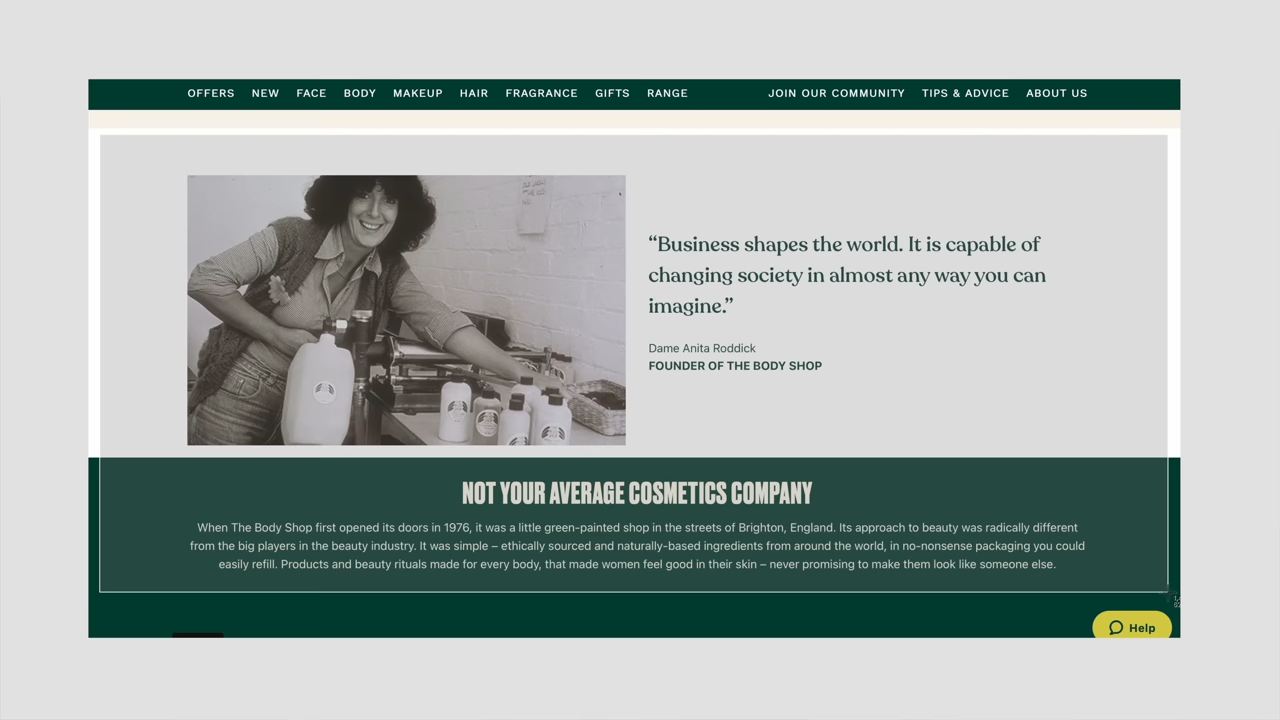 OFFERS NEW FACE BODY MAKEUP HAIR FRAGRANCE GIFTS RANGE JOIN OUR COMMUNITY TIPS & ADVICE ABOUT US
“Business shapes the world. It is capable of
changing society in almost any way you can
imagine.”
Dame Anita Roddick
FOUNDER OF THE BODY SHOP
NOT YOUR AVERAGE COSMETICS COMPANY
When The Body Shop first opened its doors in 1976, it was a little green-painted shop in the streets of Brighton, England. Its approach to beauty was radically different
from the big players in the beauty industry. It was simple – ethically sourced and naturally-based ingredients from around the world, in no-nonsense packaging you could
easily refill. Products and beauty rituals made for every body, that made women feel good in their skin – never promising to make them look like someone else.
Help